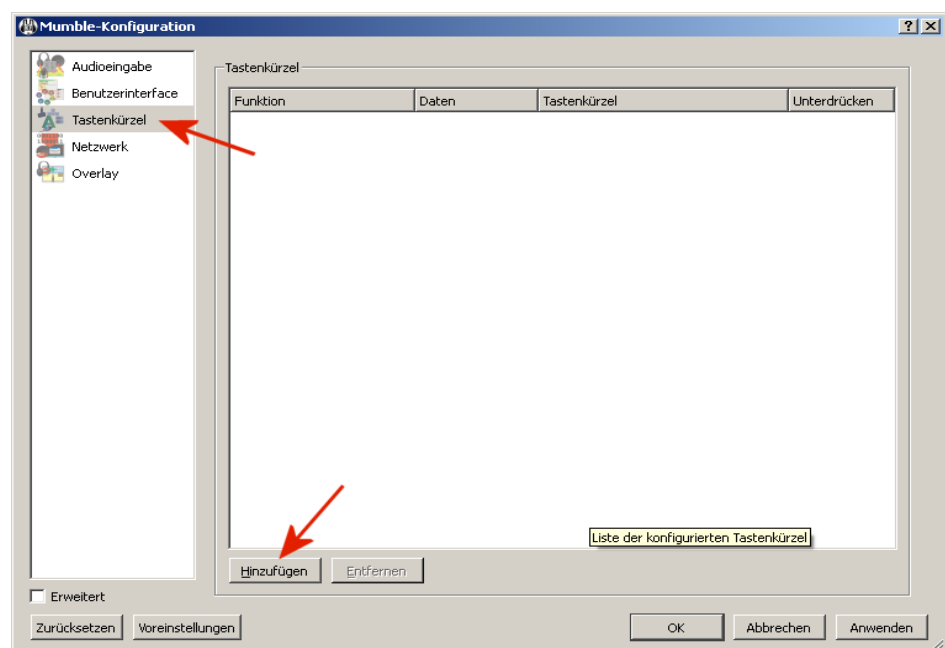 Mumble-Konfiguration
Audioeingabe
Benutzerinterface
Tastenkürzel
Netzwerk
Overlay
Tastenkürzel
Funktion Daten Tastenkürzel Unterdrücken
Liste der konfigurierten Tastenkürzel
Hinzufügen Entfernen
Erweitert
Zurücksetzen Voreinstellungen OK Abbrechen Anwenden